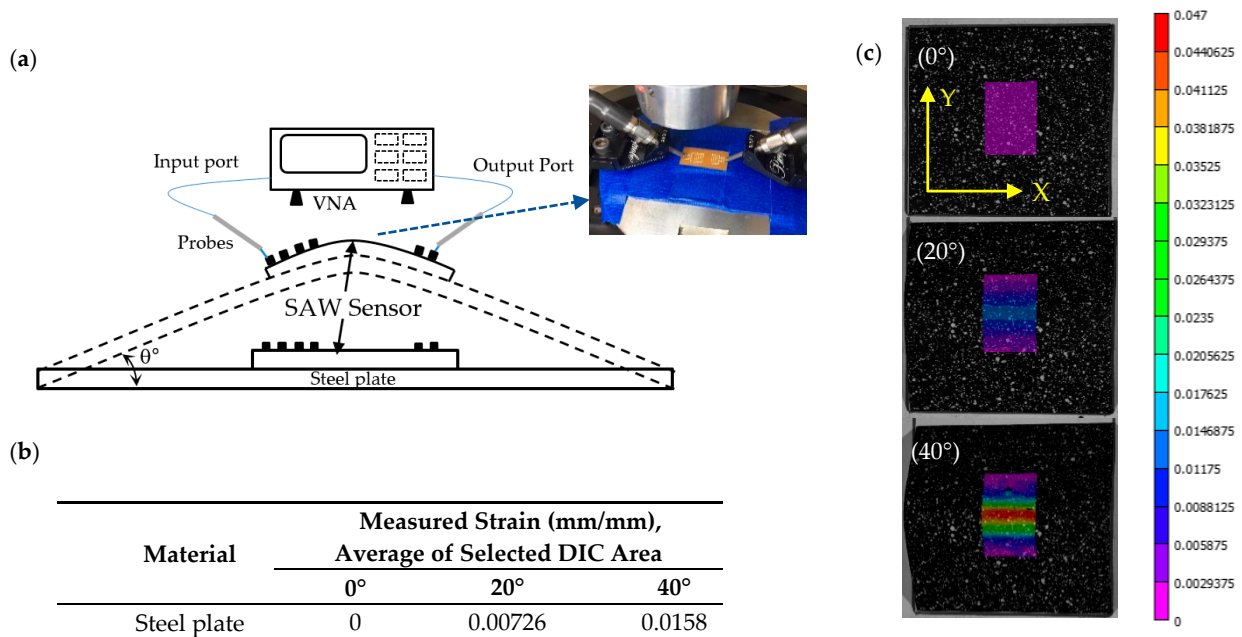 (a)
Input port
Output Port
VNA
Probes
SAW Sensor
θ°
Steel plate
(b)
Measured Strain (mm/mm),
Material
Average of Selected DIC Area
0° 20° 40°
Steel plate 0 0.00726 0.0158
(c)
(0°)
Y
X
(20°)
(40°)
0.047
0.0440625
0.041125
0.0381875
0.03525
0.0323125
0.029375
0.0264375
0.0235
0.0205625
0.017625
0.0146875
0.01175
0.0088125
0.005875
0.0029375
0